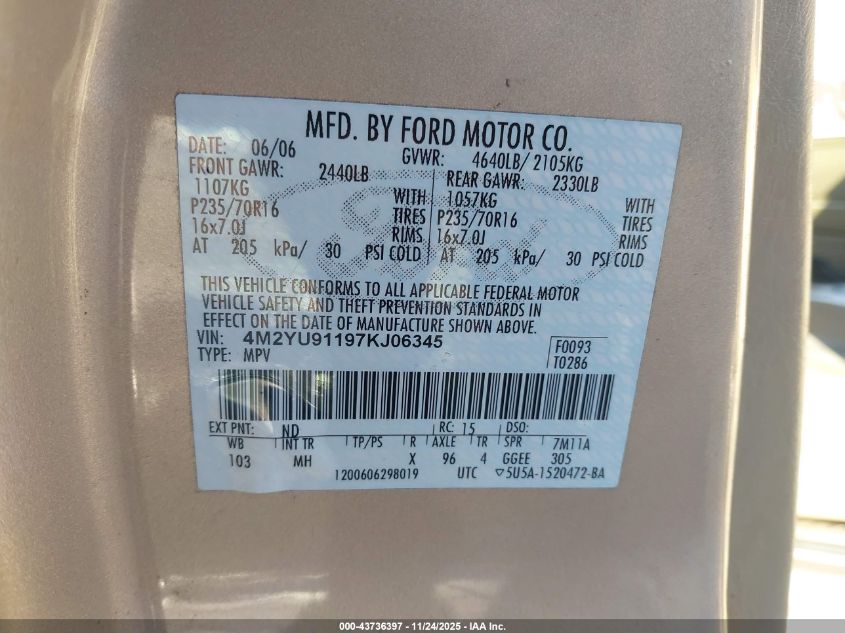 MFD. BY FORD MOTOR CO.
DATE: 06/06 GVWR: 4640LB/ 2105KG
FRONT GAWR: 2440LB REAR GAWR: 2330LB
1107KG WITH 1057KG WITH
P235/70R16 TIRES P235/70R16 TIRES
16x7.0J RIMS 16x7.0J RIMS
AT 205 kPa/ 30 PSI COLD AT 205 kPa/ 30 PSI COLD
THIS VEHICLE CONFORMS TO ALL APPLICABLE FEDERAL MOTOR
VEHICLE SAFETY AND THEFT PREVENTION STANDARDS IN
EFFECT ON THE DATE OF MANUFACTURE SHOWN ABOVE.
VIN: 4M2YU91197KJ06345 F0093
TYPE: MPV T0286
EXT PNT: ND RC: 15 DSO:
WB INT TR TP/PS R AXLE TR SPR 7M11A
103 MH X 96 4 GGEE 305
1200606298019 UTC ▽5U5A-1520472-BA
000-43736397 - 11/24/2025 - IAA Inc.